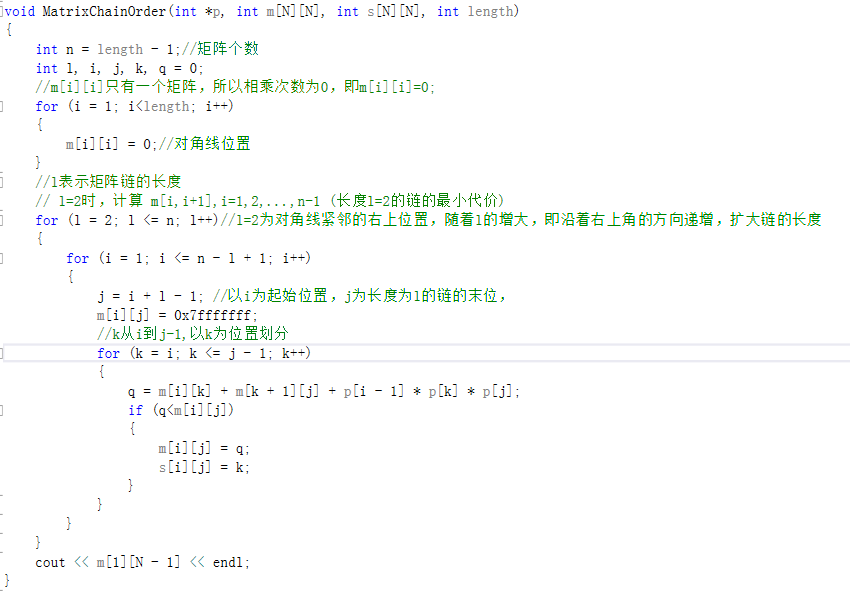 void MatrixChainOrder(int *p, int m[N][N], int s[N][N], int length)
{
int n = length - 1;//矩阵个数
int l, i, j, k, q = 0;
//m[i][i]只有一个矩阵，所以相乘次数为0，即m[i][i]=0;
for (i = 1; i<length; i++)
{
m[i][i] = 0;//对角线位置
}
//l表示矩阵链的长度
// l=2时，计算 m[i,i+1],i=1,2,...,n-1 (长度l=2的链的最小代价)
for (l = 2; l <= n; l++)//l=2为对角线紧邻的右上位置，随着l的增大，即沿着右上角的方向递增，扩大链的长度
{
for (i = 1; i <= n - l + 1; i++)
{
j = i + l - 1; //以i为起始位置，j为长度为l的链的末位，
m[i][j] = 0x7fffffff;
//k从i到j-1,以k为位置划分
for (k = i; k <= j - 1; k++)
{
q = m[i][k] + m[k + 1][j] + p[i - 1] * p[k] * p[j];
if (q<m[i][j])
{
m[i][j] = q;
s[i][j] = k;
}
}
}
}
cout << m[1][N - 1] << endl;
}